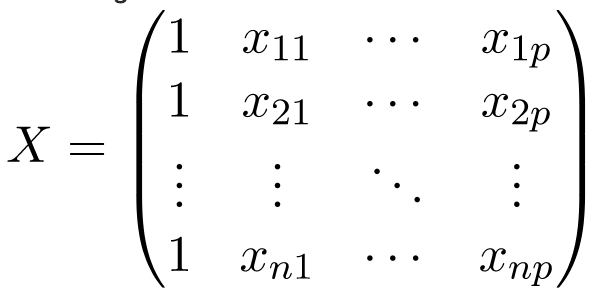 1 x₁₁ ⋯ x₁ₚ
1 x₂₁ ⋯ x₂ₚ
X =
⋮ ⋮ ⋱ ⋮
1 xₙ₁ ⋯ xₙₚ